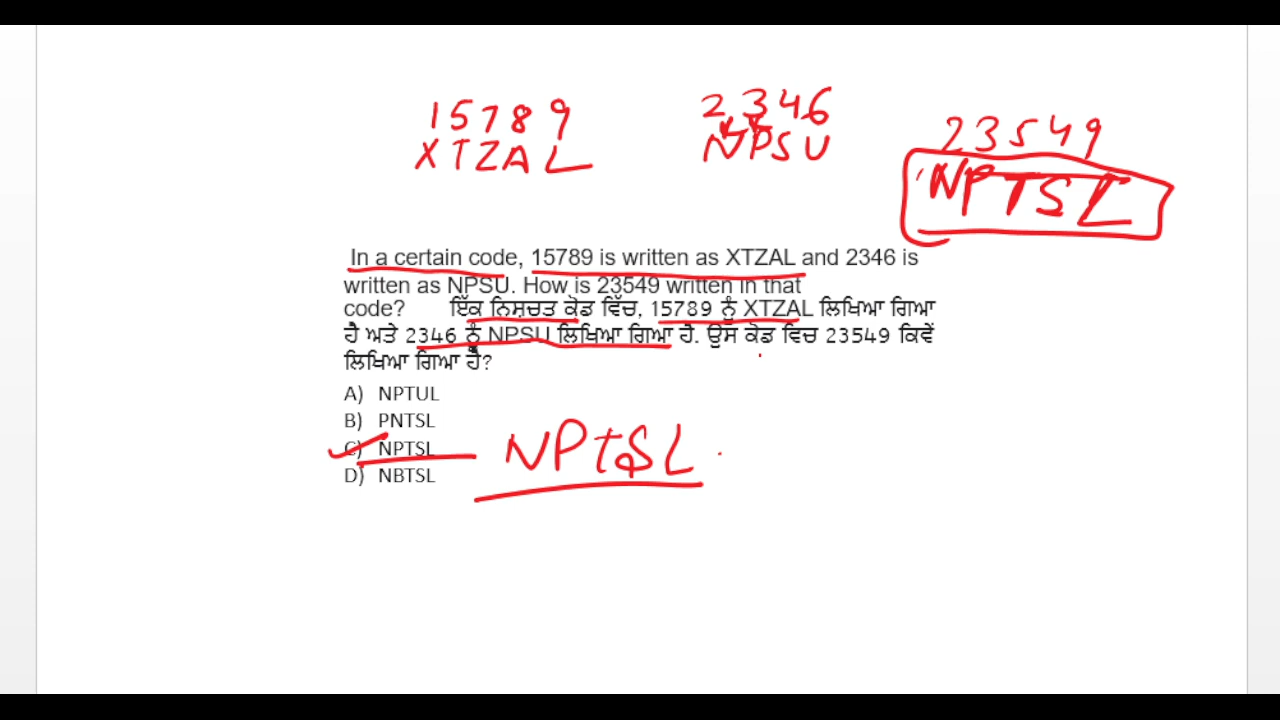 15789
XTZAL
2346
NPSU
23549
NPTSL
In a certain code, 15789 is written as XTZAL and 2346 is
written as NPSU. How is 23549 written in that
code? ਇੱਕ ਨਿਸ਼ਚਤ ਕੋਡ ਵਿੱਚ, 15789 ਨੂੰ XTZAL ਲਿਖਿਆ ਗਿਆ
ਹੈ ਅਤੇ 2346 ਨੂੰ NPSU ਲਿਖਿਆ ਗਿਆ ਹੈ. ਉਸ ਕੋਡ ਵਿਚ 23549 ਕਿਵੇਂ
ਲਿਖਿਆ ਗਿਆ ਹੈ?
A) NPTUL
B) PNTSL
C) NPTSL
D) NBTSL
NPtSL